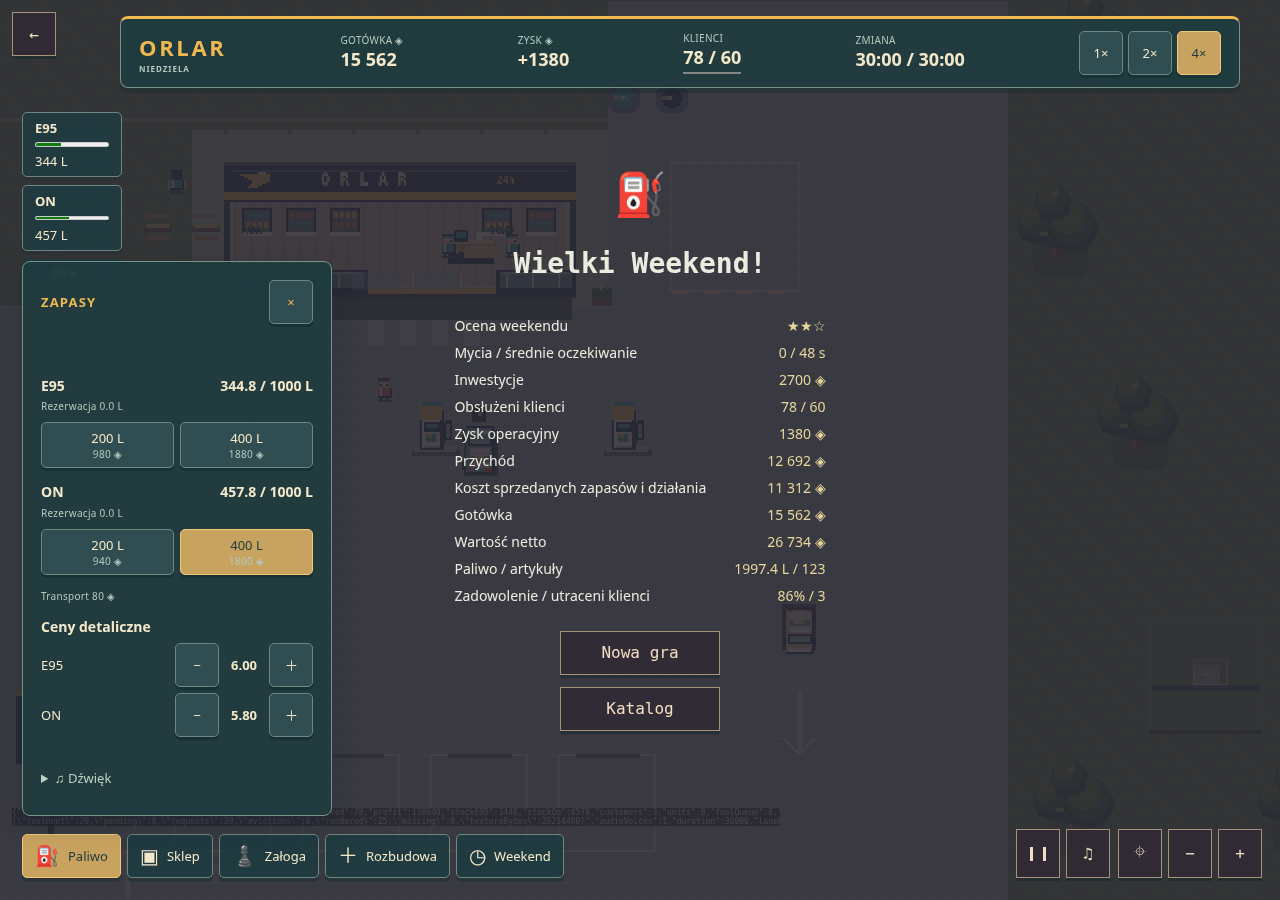 ←
ORLAR
NIEDZIELA
GOTÓWKA ◈
15 562
ZYSK ◈
+1380
KLIENCI
78 / 60
ZMIANA
30:00 / 30:00
1×
2×
4×
E95
344 L
ON
457 L
ORLAR
24h
86%
ZAPASY
×
E95
344.8 / 1000 L
Rezerwacja 0.0 L
200 L
980 ◈
400 L
1880 ◈
ON
457.8 / 1000 L
Rezerwacja 0.0 L
200 L
940 ◈
400 L
1800 ◈
Transport 80 ◈
Ceny detaliczne
E95
−
6.00
+
ON
−
5.80
+
▶ ♫ Dźwięk
Wielki Weekend!
Ocena weekendu ★★☆
Mycia / średnie oczekiwanie 0 / 48 s
Inwestycje 2700 ◈
Obsłużeni klienci 78 / 60
Zysk operacyjny 1380 ◈
Przychód 12 692 ◈
Koszt sprzedanych zapasów i działania 11 312 ◈
Gotówka 15 562 ◈
Wartość netto 26 734 ◈
Paliwo / artykuły 1997.4 L / 123
Zadowolenie / utraceni klienci 86% / 3
Nowa gra
Katalog
Paliwo
Sklep
Załoga
Rozbudowa
Weekend
❙❙
♫
⌖
−
+